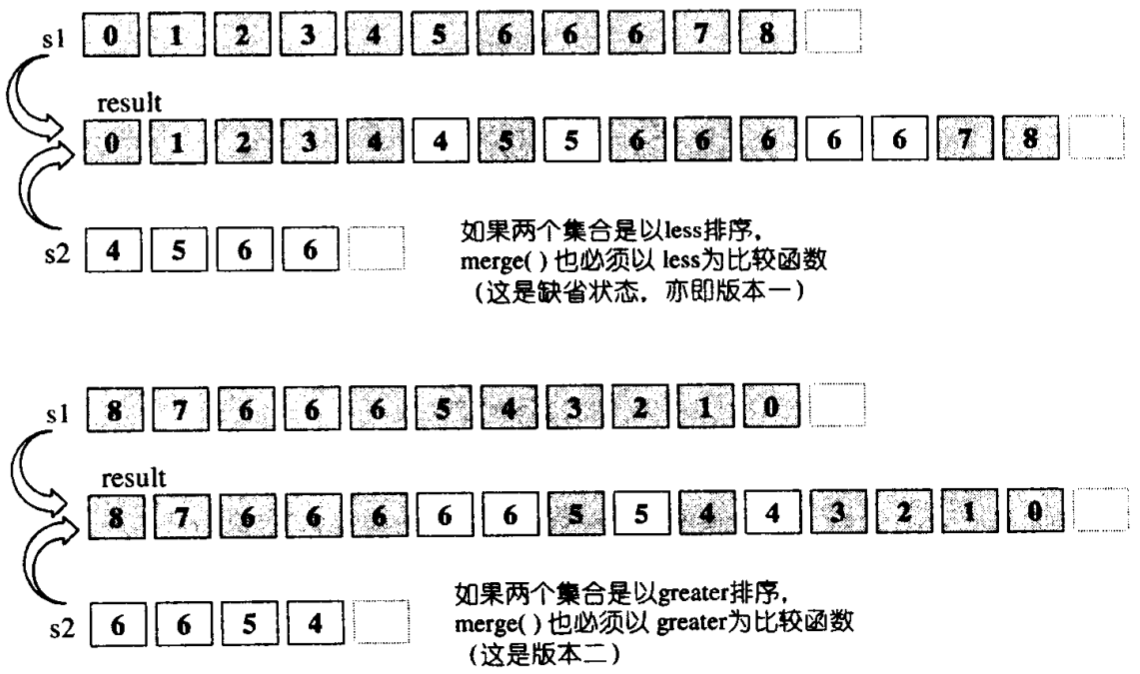 s1 0 1 2 3 4 5 6 6 6 7 8
result
0 1 2 3 4 4 5 5 6 6 6 6 6 7 8
s2 4 5 6 6
如果两个集合是以less排序，
merge( ) 也必须以 less为比较函数
（这是缺省状态，亦即版本一）
s1 8 7 6 6 6 5 4 3 2 1 0
result
8 7 6 6 6 6 6 5 5 4 4 3 2 1 0
s2 6 6 5 4
如果两个集合是以greater排序，
merge( ) 也必须以 greater为比较函数
（这是版本二）